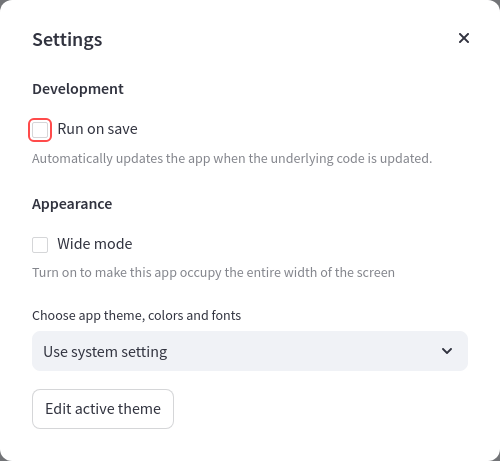 Settings
Development
Run on save
Automatically updates the app when the underlying code is updated.
Appearance
Wide mode
Turn on to make this app occupy the entire width of the screen
Choose app theme, colors and fonts
Use system setting
Edit active theme